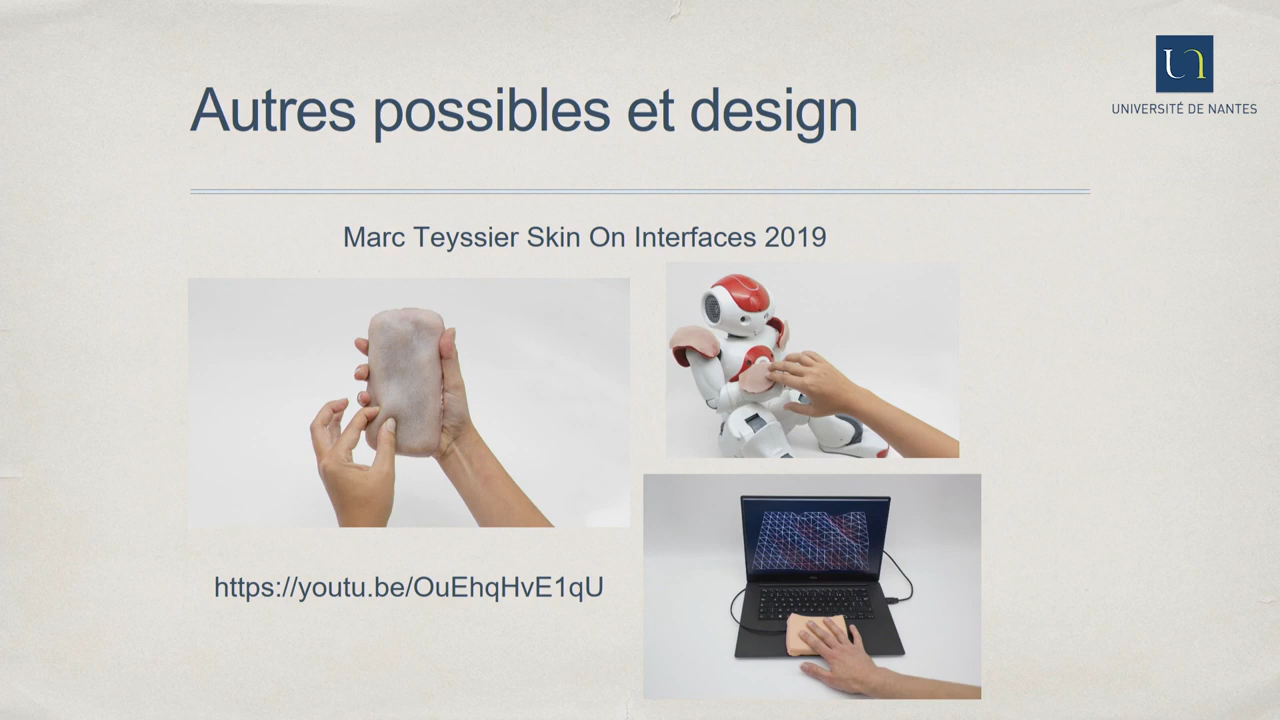 Autres possibles et design
UNIVERSITÉ DE NANTES
Marc Teyssier Skin On Interfaces 2019
https://youtu.be/OuEhqHvE1qU